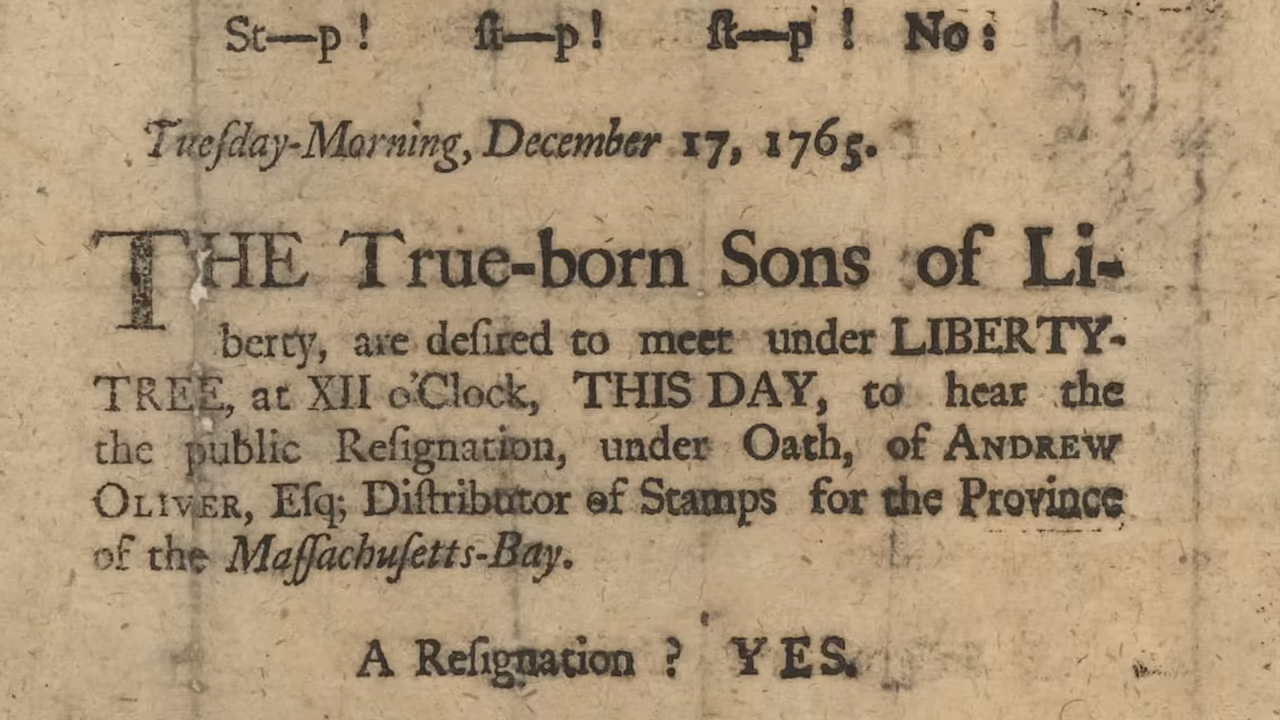 St—p! ſt—p! ſt—p! No:
Tueſday-Morning, December 17, 1765.
THE True-born Sons of Li-
berty, are deſired to meet under LIBERTY-
TREE, at XII o'Clock, THIS DAY, to hear the
the public Reſignation, under Oath, of ANDREW
OLIVER, Eſq; Diſtributor of Stamps for the Province
of the Maſſachuſetts-Bay.
A Reſignation ? YES.